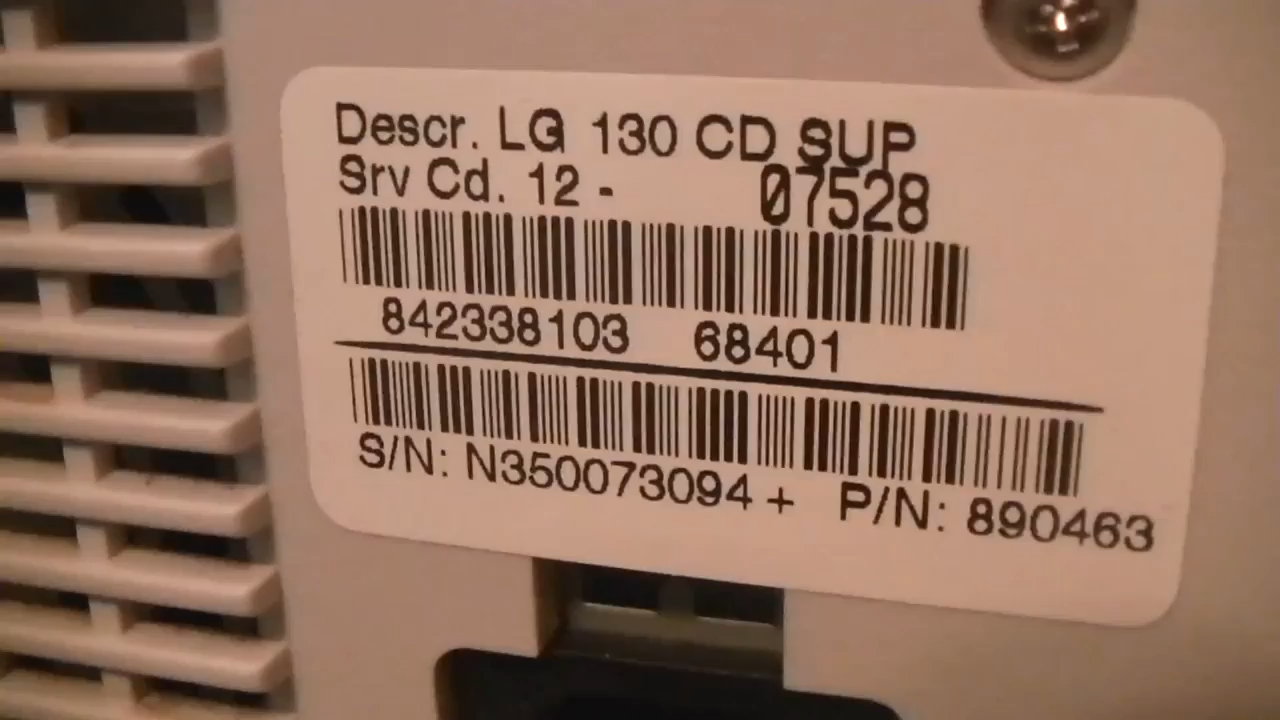 Descr. LG 130 CD SUP
Srv Cd. 12 - 07528
842338103 68401
S/N: N350073094 + P/N: 890463